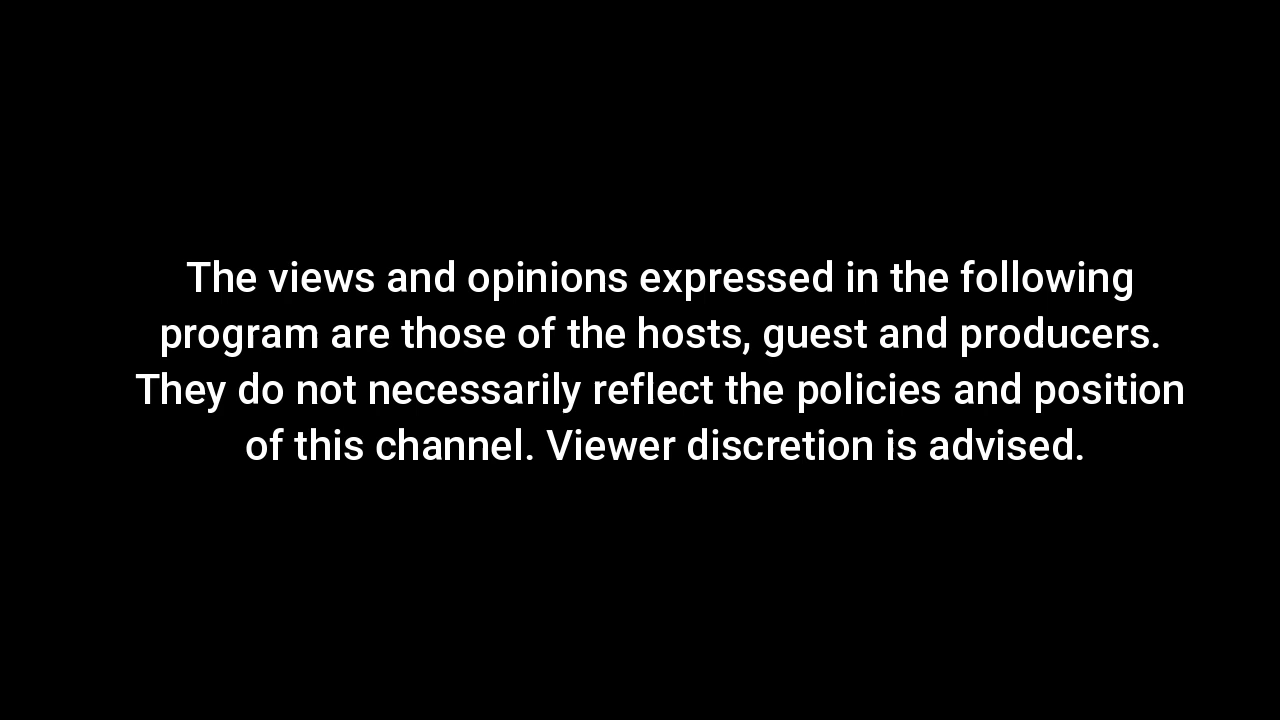 The views and opinions expressed in the following
program are those of the hosts, guest and producers.
They do not necessarily reflect the policies and position
of this channel. Viewer discretion is advised.